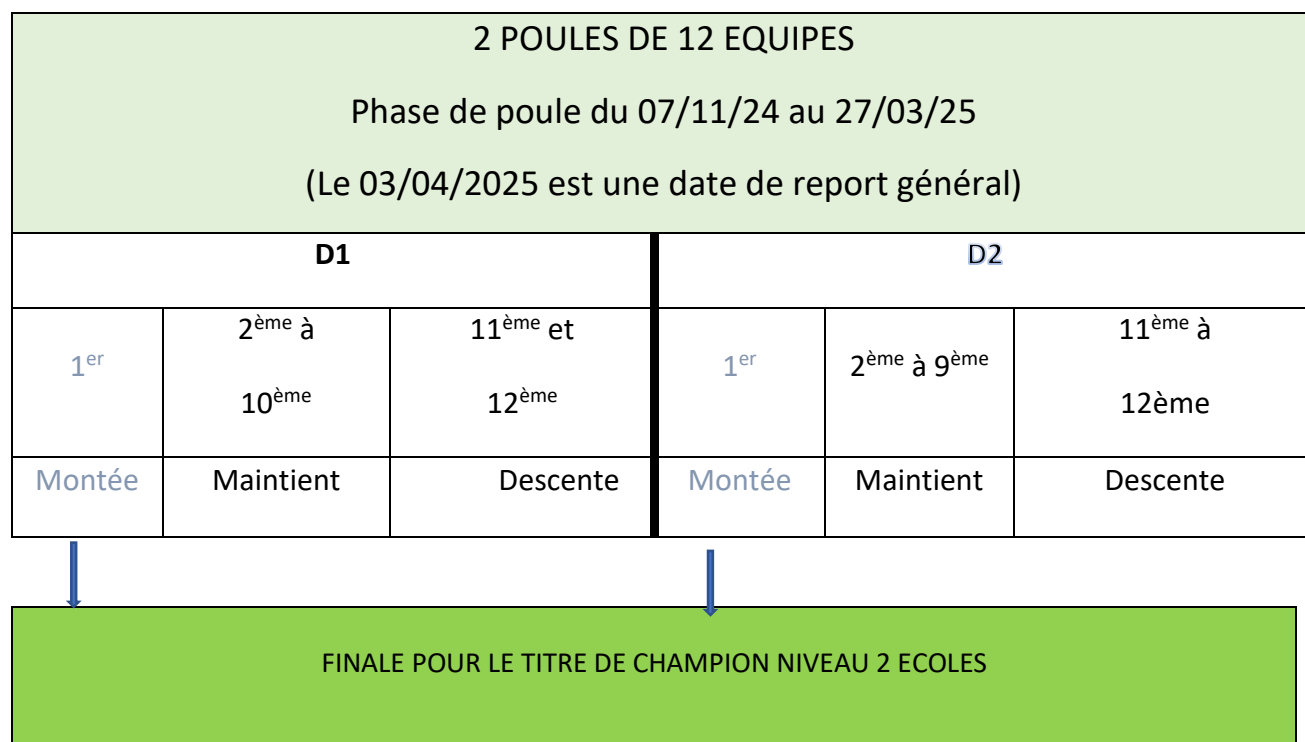 2 POULES DE 12 EQUIPES
Phase de poule du 07/11/24 au 27/03/25
(Le 03/04/2025 est une date de report général)
D1
D2
1er
2ème à
10ème
11ème et
12ème
1er
2ème à 9ème
11ème à
12ème
Montée
Maintient
Descente
Montée
Maintient
Descente
FINALE POUR LE TITRE DE CHAMPION NIVEAU 2 ECOLES